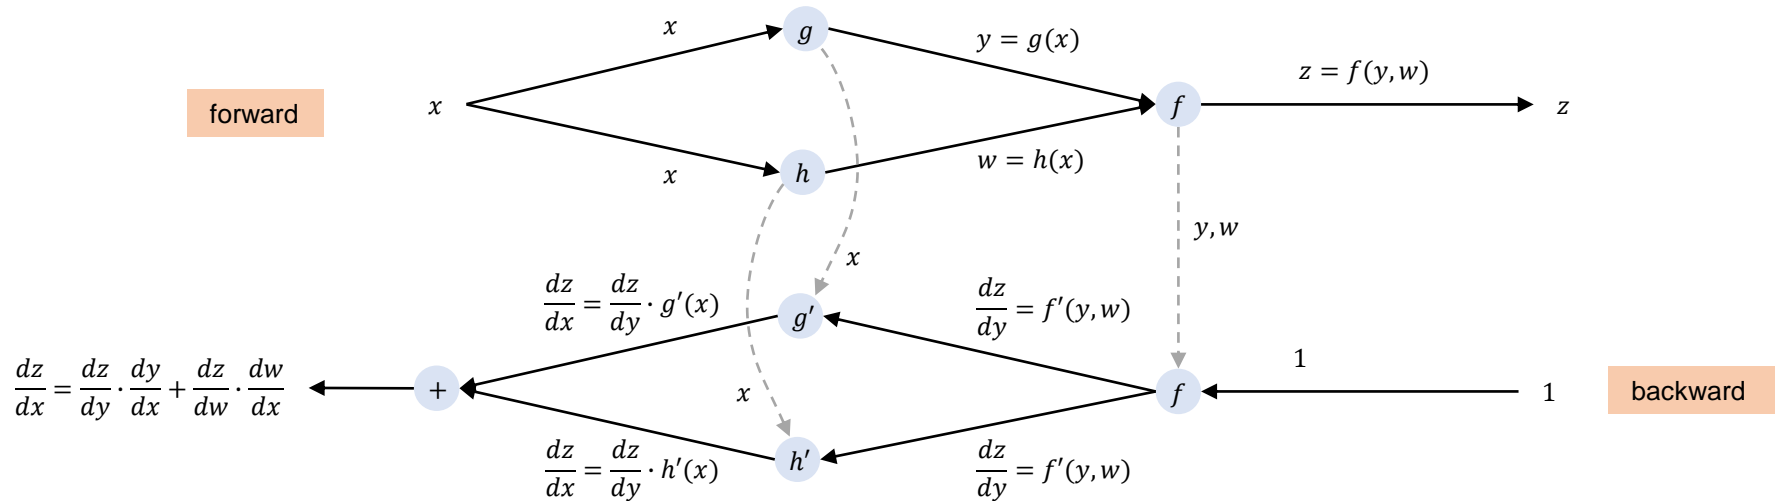 x
g
y = g(x)
z = f(y, w)
forward
x
f
z
x
h
w = h(x)
y, w
x
dz/dx = dz/dy · g′(x)
g′
dz/dy = f′(y, w)
dz/dx = dz/dy · dy/dx + dz/dw · dw/dx
+
x
f
1
1
backward
dz/dx = dz/dy · h′(x)
h′
dz/dy = f′(y, w)